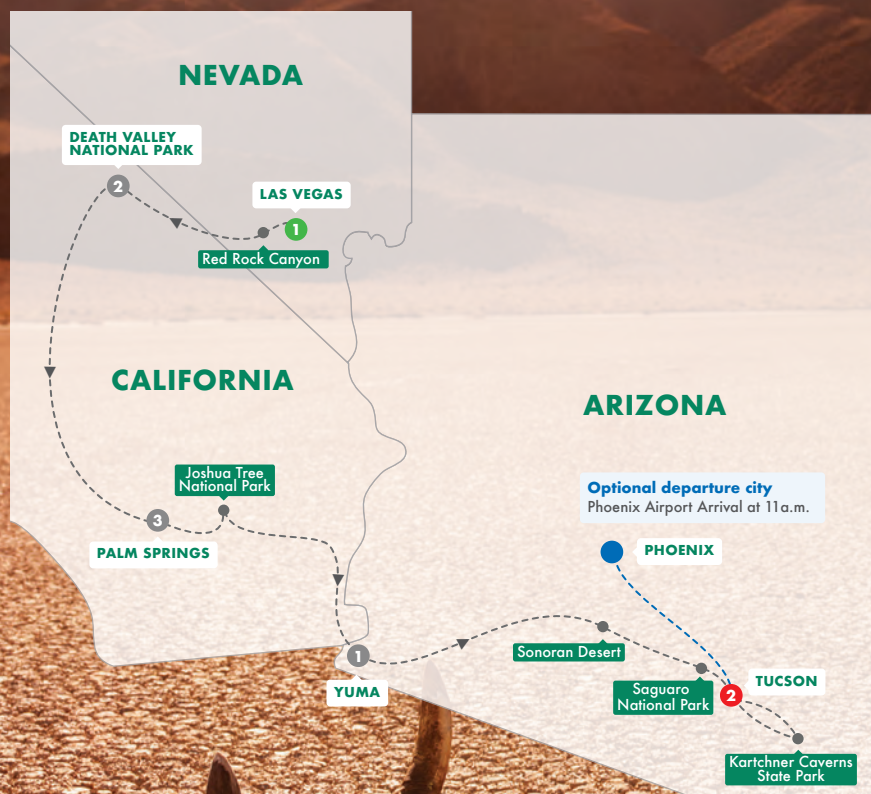 NEVADA
DEATH VALLEY
NATIONAL PARK
2
LAS VEGAS
1
Red Rock Canyon
CALIFORNIA
ARIZONA
Joshua Tree
National Park
Optional departure city
Phoenix Airport Arrival at 11a.m.
3
PALM SPRINGS
PHOENIX
1
YUMA
Sonoran Desert
Saguaro
National Park
2
TUCSON
Kartchner Caverns
State Park